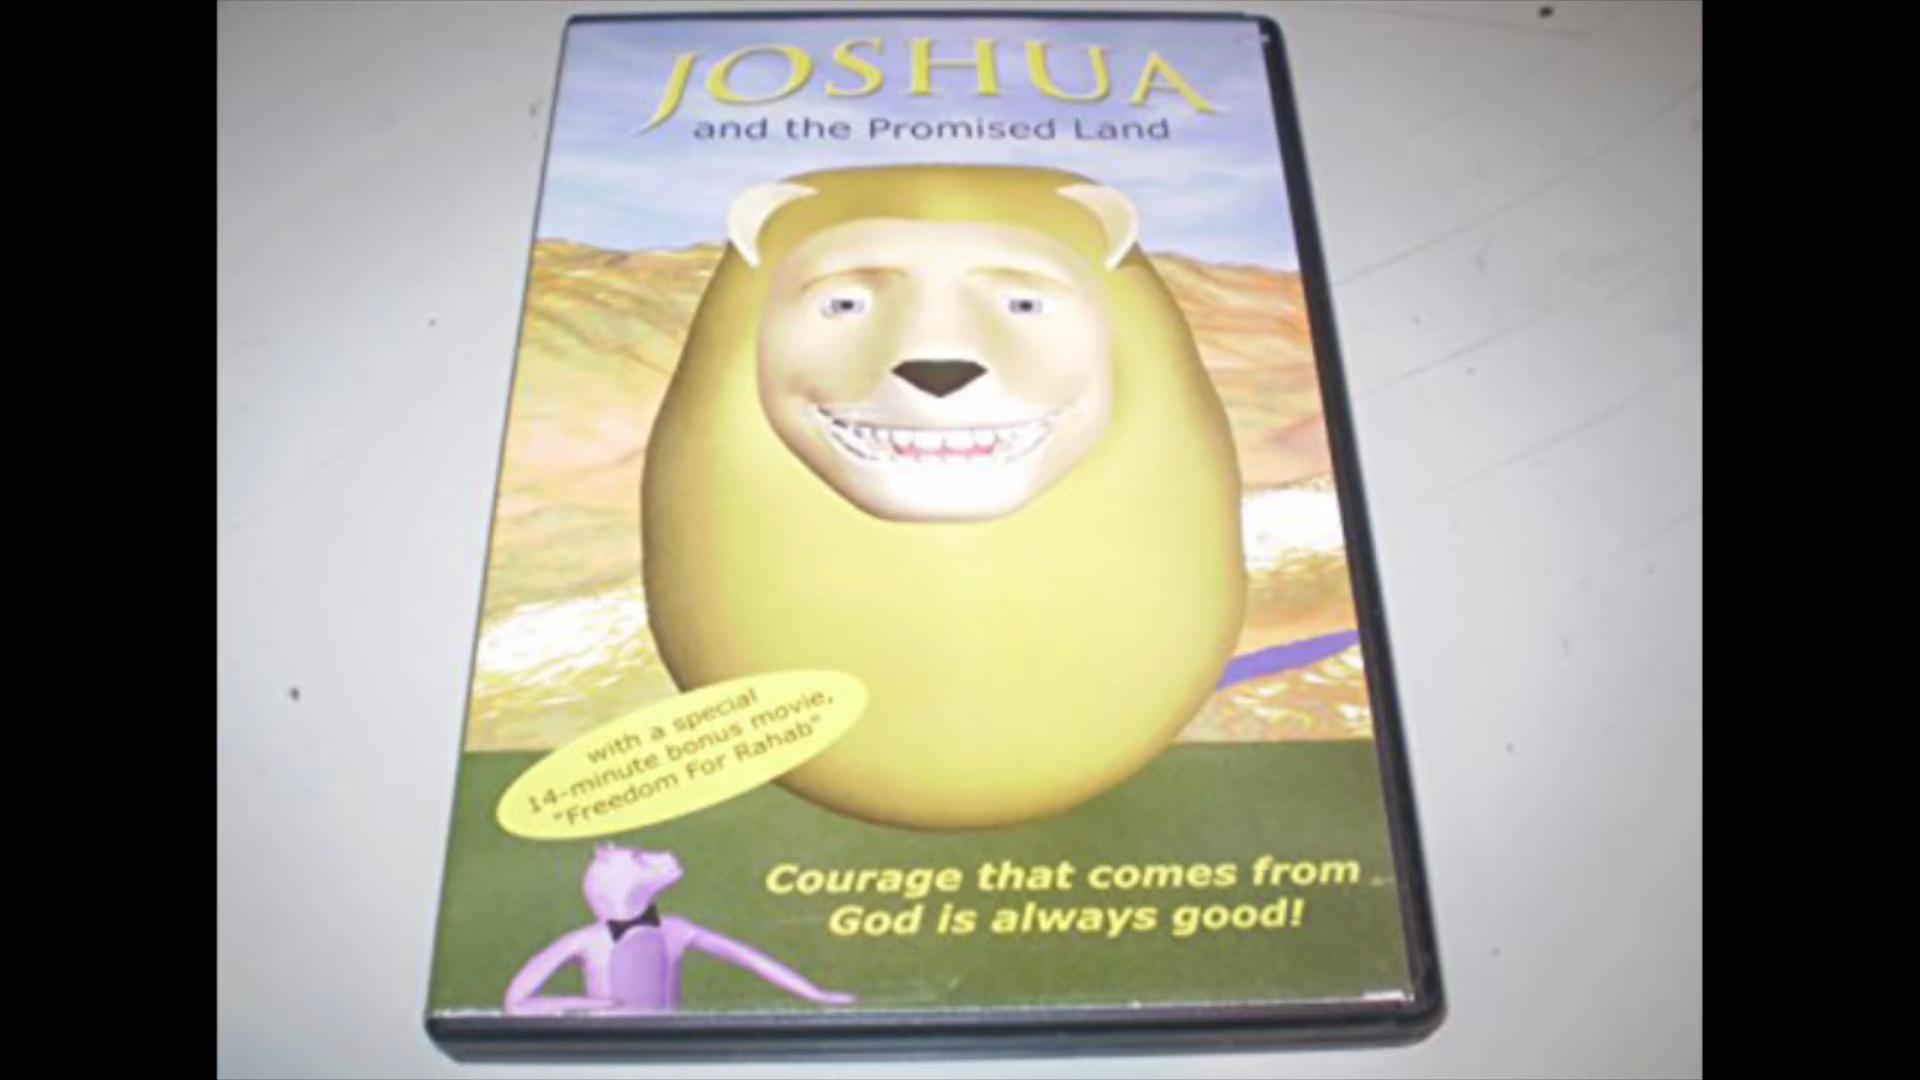 JOSHUA
and the Promised Land
with a special
14-minute bonus movie,
"Freedom For Rahab"
Courage that comes from
God is always good!